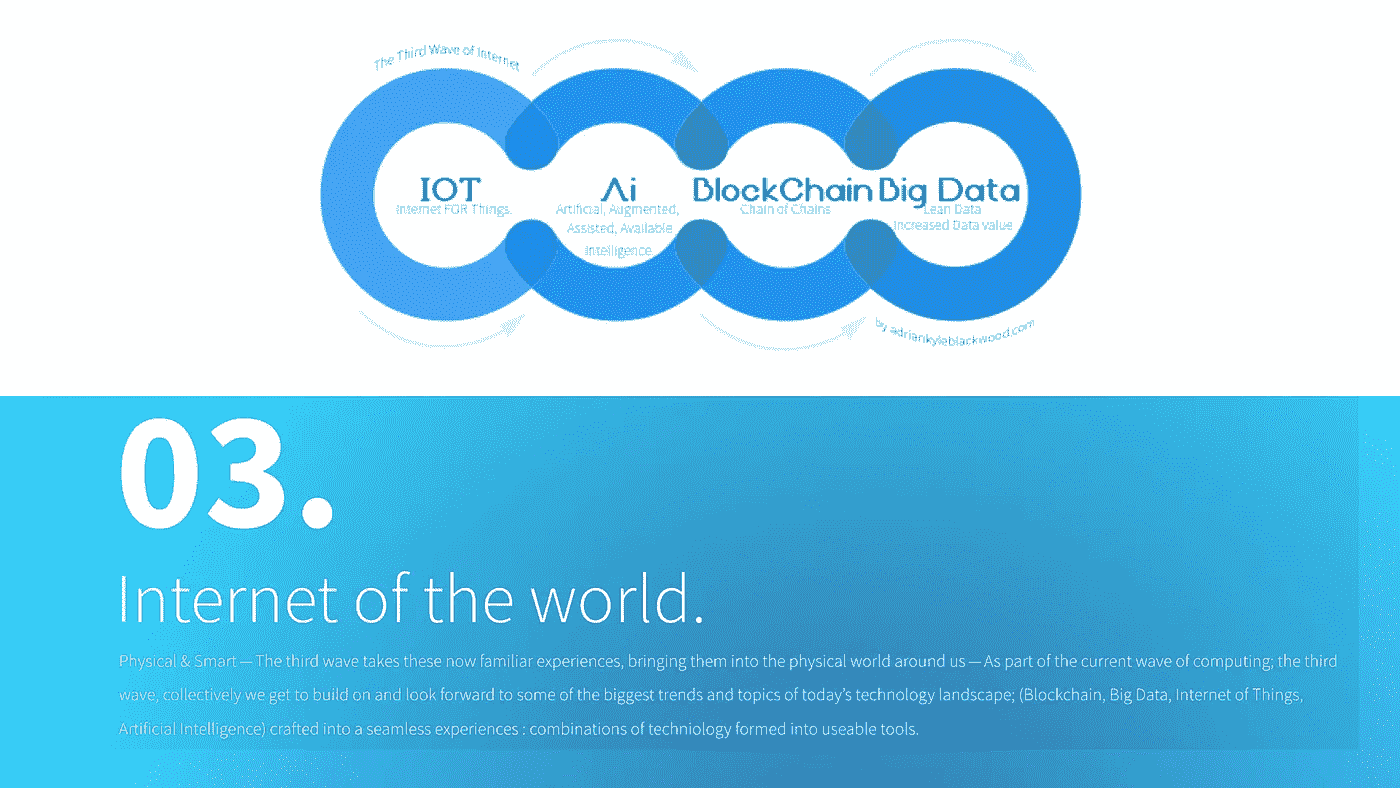 The Third Wave of Internet
IOT
Internet FOR Things.
Ai
Artificial, Augmented,
Assisted, Available
Intelligence.
BlockChain
Chain of Chains
Big Data
Lean Data
Increased Data value
by adriankyleblackwood.com
03.
Internet of the world.
Physical & Smart — The third wave takes these now familiar experiences, bringing them into the physical world around us — As part of the current wave of computing; the third
wave, collectively we get to build on and look forward to some of the biggest trends and topics of today's technology landscape; (Blockchain, Big Data, Internet of Things,
Artificial Intelligence) crafted into a seamless experiences : combinations of techniology formed into useable tools.